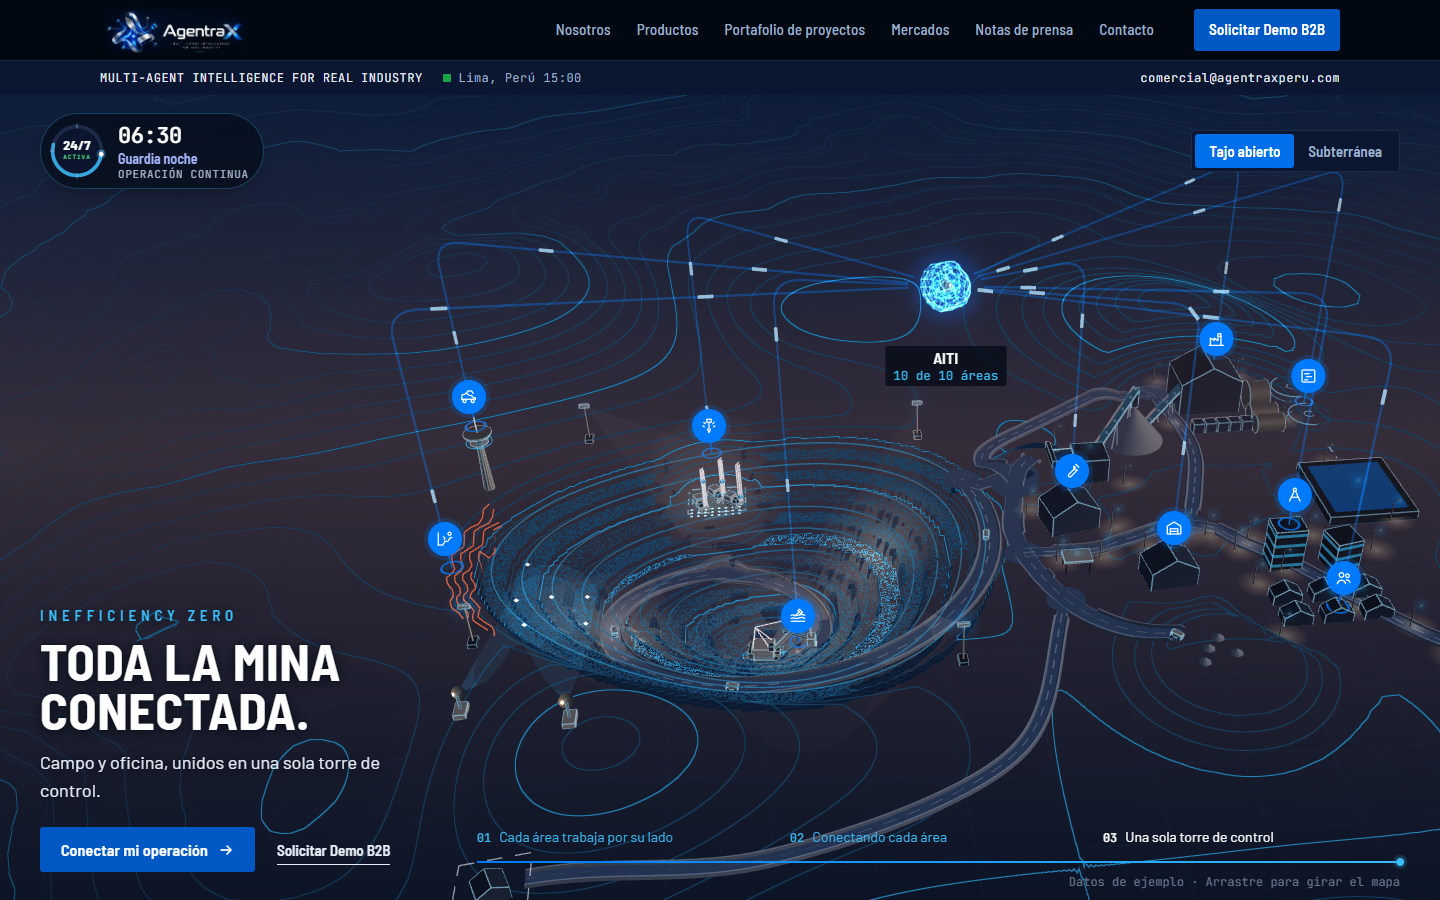 AgentraX
Nosotros
Productos
Portafolio de proyectos
Mercados
Notas de prensa
Contacto
Solicitar Demo B2B
MULTI-AGENT INTELLIGENCE FOR REAL INDUSTRY
Lima, Perú 15:00
comercial@agentraxperu.com
24/7
ACTIVA
06:30
Guardia noche
OPERACIÓN CONTINUA
Tajo abierto
Subterránea
AITI
10 de 10 áreas
INEFFICIENCY ZERO
TODA LA MINA
CONECTADA.
Campo y oficina, unidos en una sola torre de
control.
Conectar mi operación →
Solicitar Demo B2B
01 Cada área trabaja por su lado
02 Conectando cada área
03 Una sola torre de control
Datos de ejemplo · Arrastre para girar el mapa